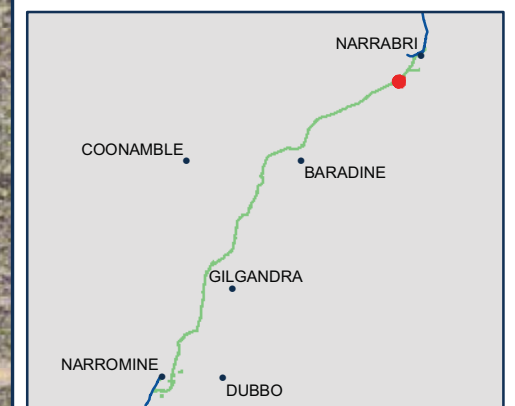 NARRABRI
COONAMBLE
BARADINE
GILGANDRA
NARROMINE
DUBBO